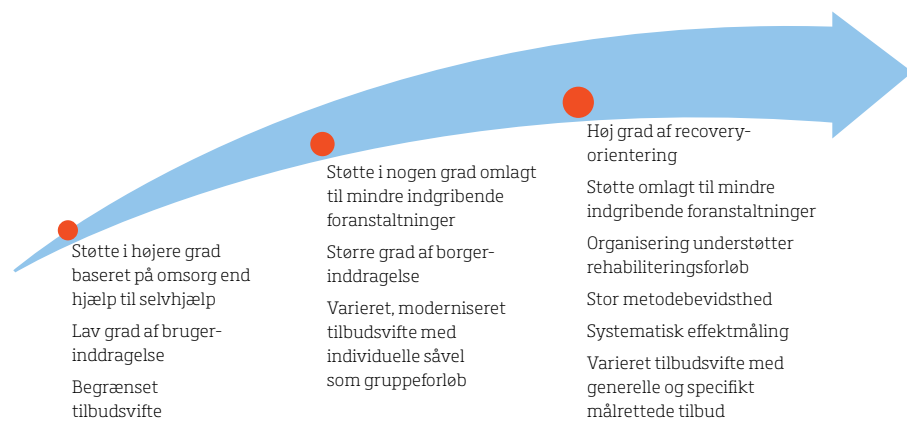 Støtte i højere grad
baseret på omsorg end
hjælp til selvhjælp
Lav grad af bruger-
inddragelse
Begrænset
tilbudsvifte
Støtte i nogen grad omlagt
til mindre indgribende
foranstaltninger
Større grad af borger-
inddragelse
Varieret, moderniseret
tilbudsvifte med
individuelle såvel
som gruppeforløb
Høj grad af recovery-
orientering
Støtte omlagt til mindre
indgribende foranstaltninger
Organisering understøtter
rehabiliteringsforløb
Stor metodebevidsthed
Systematisk effektmåling
Varieret tilbudsvifte med
generelle og specifikt
målrettede tilbud